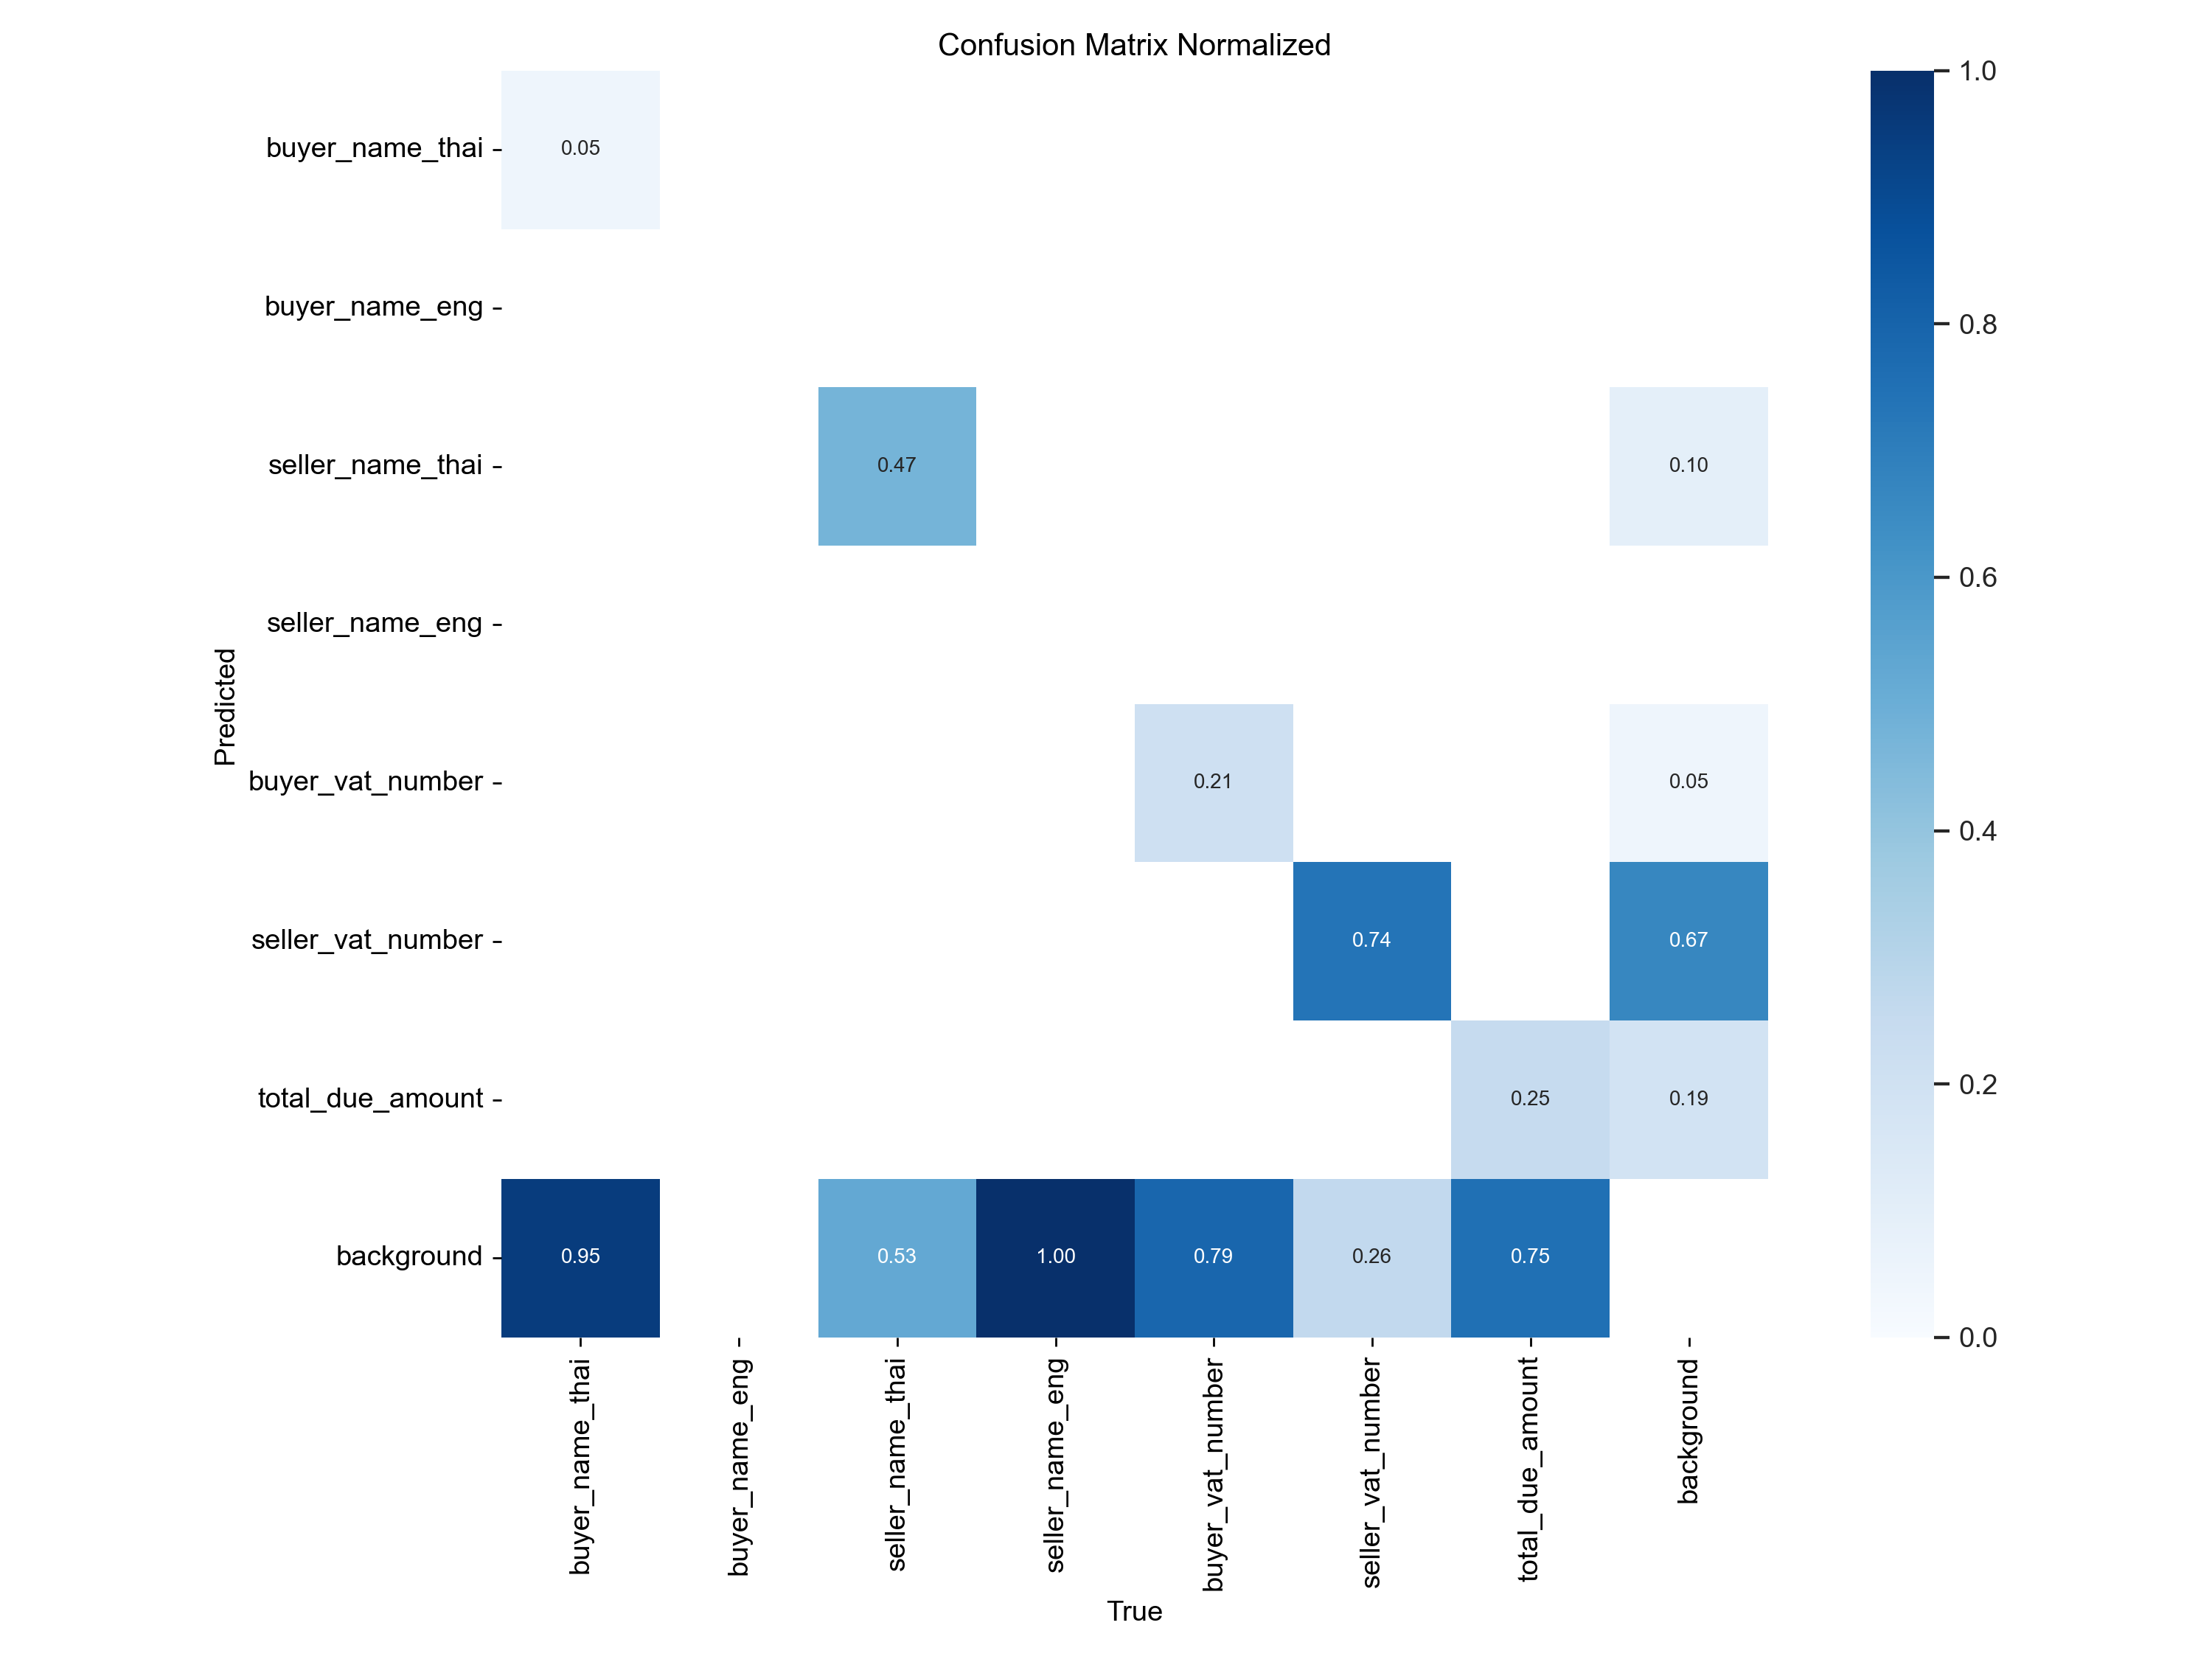 Confusion Matrix Normalized
buyer_name_thai
buyer_name_eng
seller_name_thai
seller_name_eng
buyer_vat_number
seller_vat_number
total_due_amount
background
Predicted
0.05
0.47 0.10
0.21 0.05
0.74 0.67
0.25 0.19
0.95 0.53 1.00 0.79 0.26 0.75
buyer_name_thai
buyer_name_eng
seller_name_thai
seller_name_eng
buyer_vat_number
seller_vat_number
total_due_amount
background
True
1.0
0.8
0.6
0.4
0.2
0.0